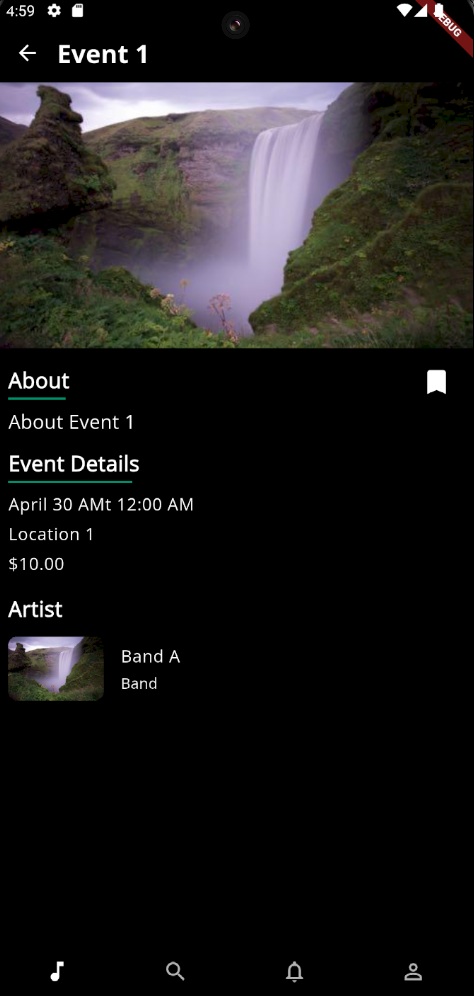 4:59
DEBUG
Event 1
About
About Event 1
Event Details
April 30 AMt 12:00 AM
Location 1
$10.00
Artist
Band A
Band